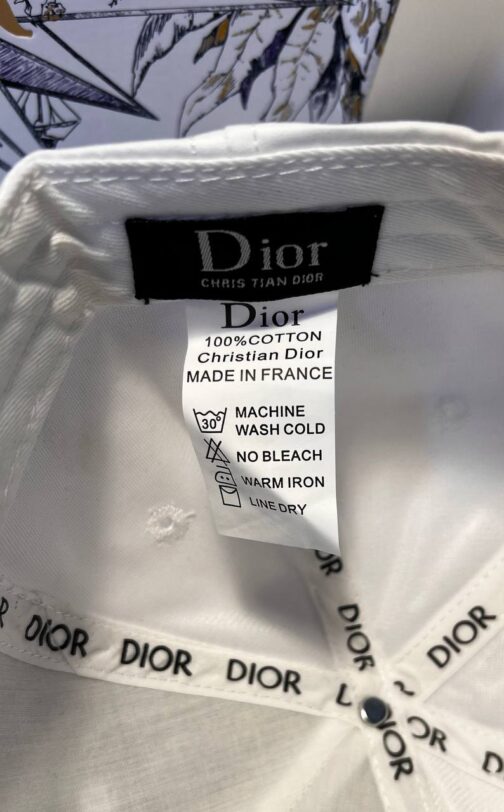 Dior
CHRIS TIAN DIOR
Dior
100%COTTON
Christian Dior
MADE IN FRANCE
30°
MACHINE
WASH COLD
NO BLEACH
WARM IRON
LINE DRY
DIOR
DIOR
DIOR
DIOR
DIOR